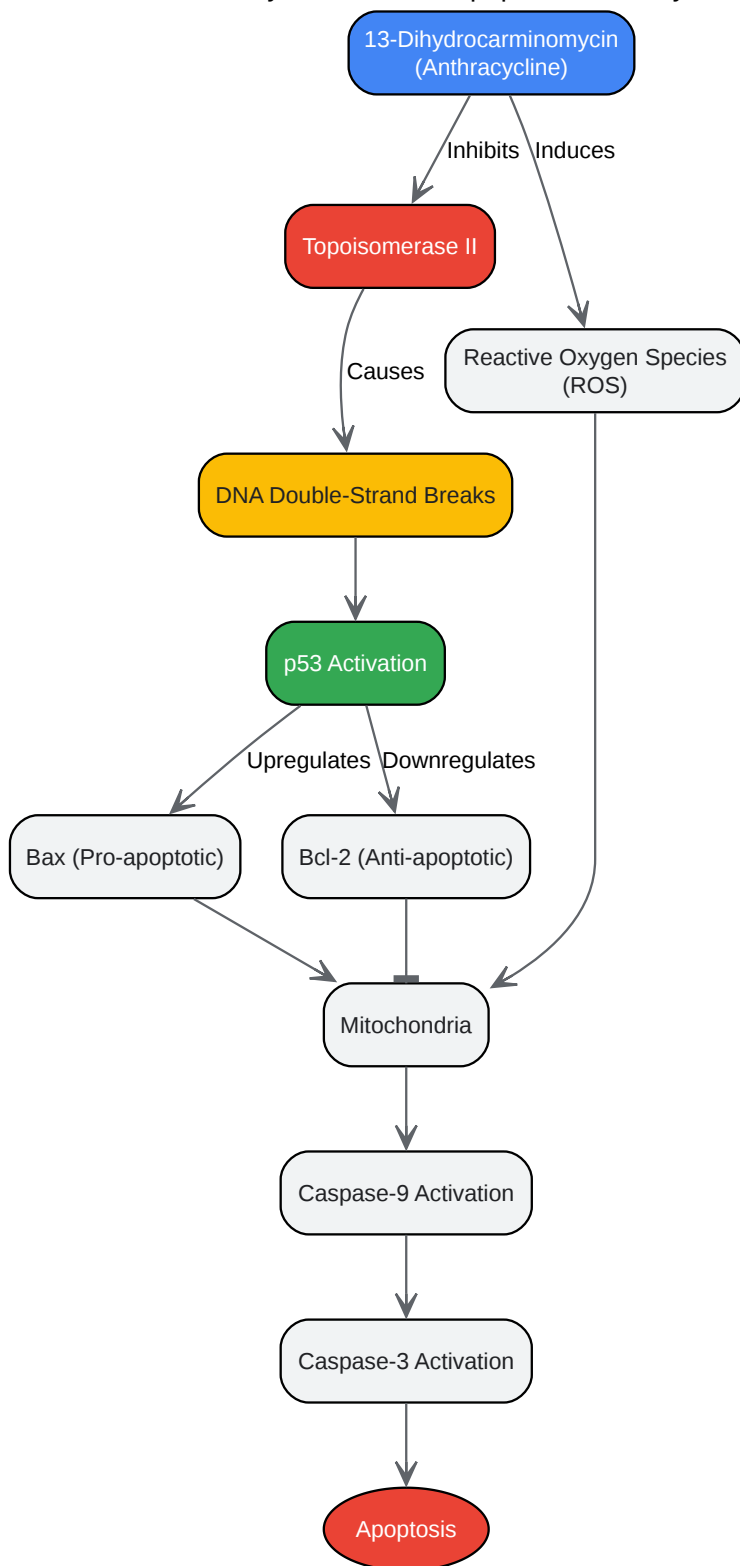 13-Dihydrocarminomycin
(Anthracycline)
Inhibits
Induces
Topoisomerase II
Reactive Oxygen Species
(ROS)
Causes
DNA Double-Strand Breaks
p53 Activation
Upregulates
Downregulates
Bax (Pro-apoptotic)
Bcl-2 (Anti-apoptotic)
Mitochondria
Caspase-9 Activation
Caspase-3 Activation
Apoptosis